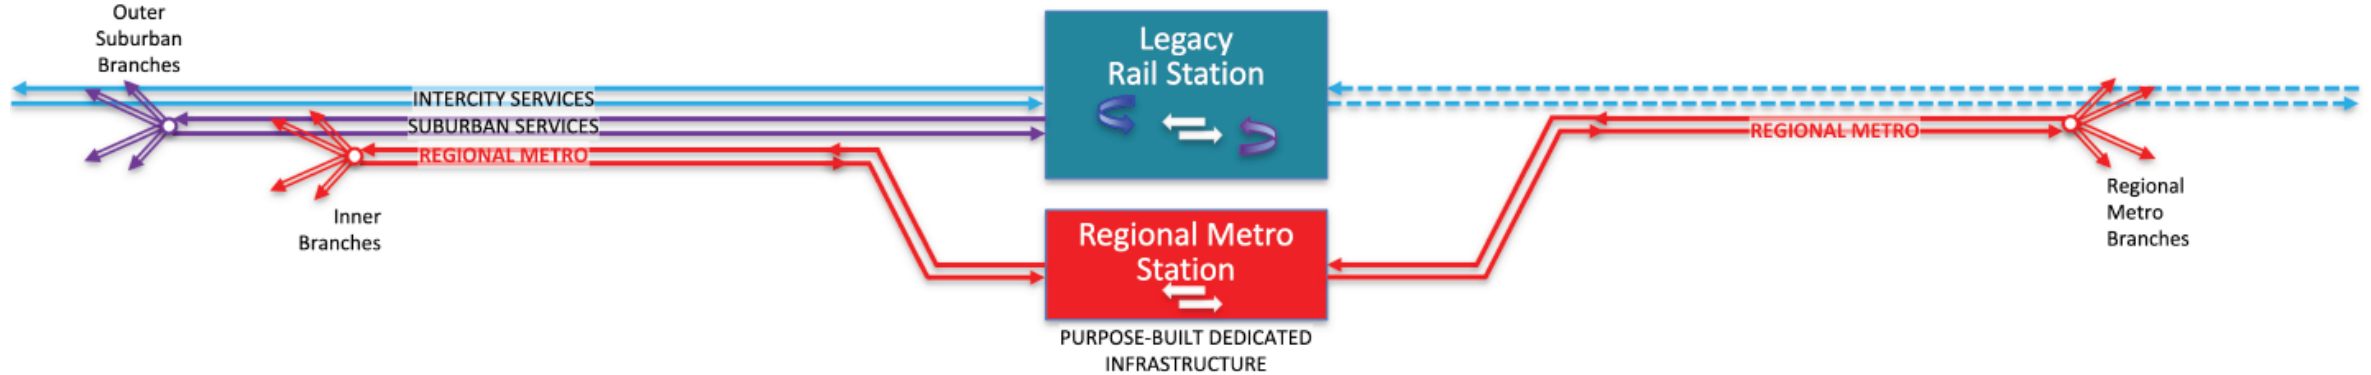 Outer
Suburban
Branches
INTERCITY SERVICES
SUBURBAN SERVICES
REGIONAL METRO
Inner
Branches
Legacy
Rail Station
Regional Metro
Station
PURPOSE-BUILT DEDICATED
INFRASTRUCTURE
REGIONAL METRO
Regional
Metro
Branches